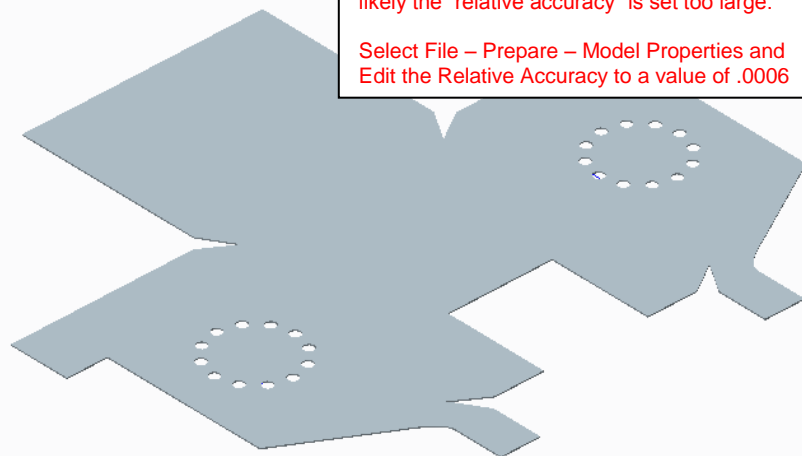 likely the "relative accuracy" is set too large.
Select File – Prepare – Model Properties and
Edit the Relative Accuracy to a value of .0006